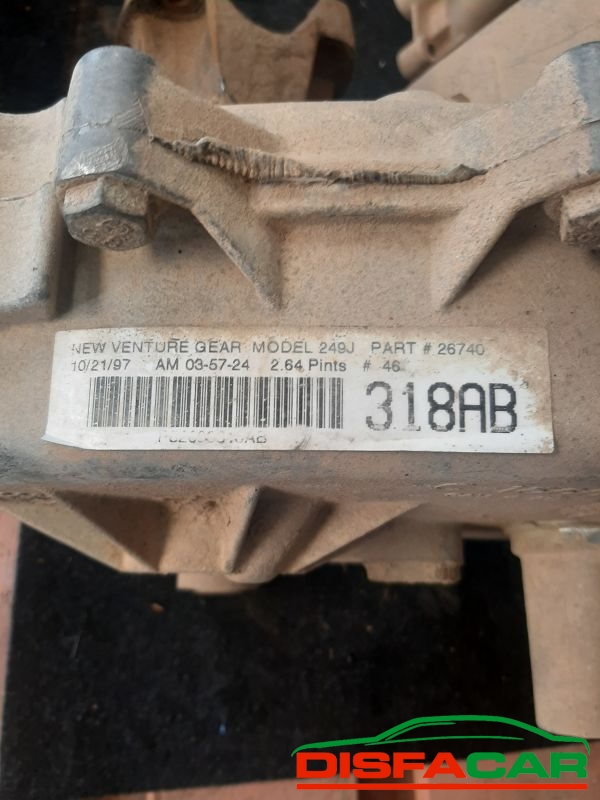 NEW VENTURE GEAR MODEL 249J PART # 26740
10/21/97 AM 03-57-24 2.64 Pints # 46
318AB
DISFACAR